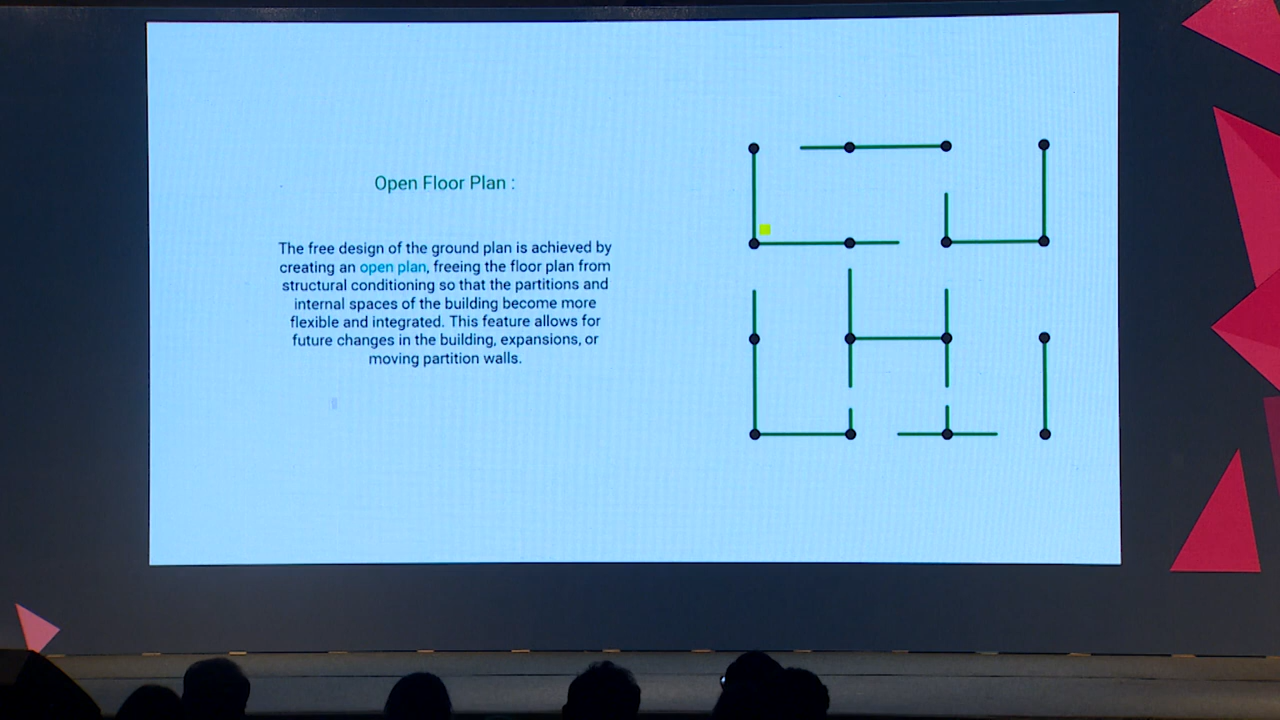 Open Floor Plan :
The free design of the ground plan is achieved by
creating an open plan, freeing the floor plan from
structural conditioning so that the partitions and
internal spaces of the building become more
flexible and integrated. This feature allows for
future changes in the building, expansions, or
moving partition walls.